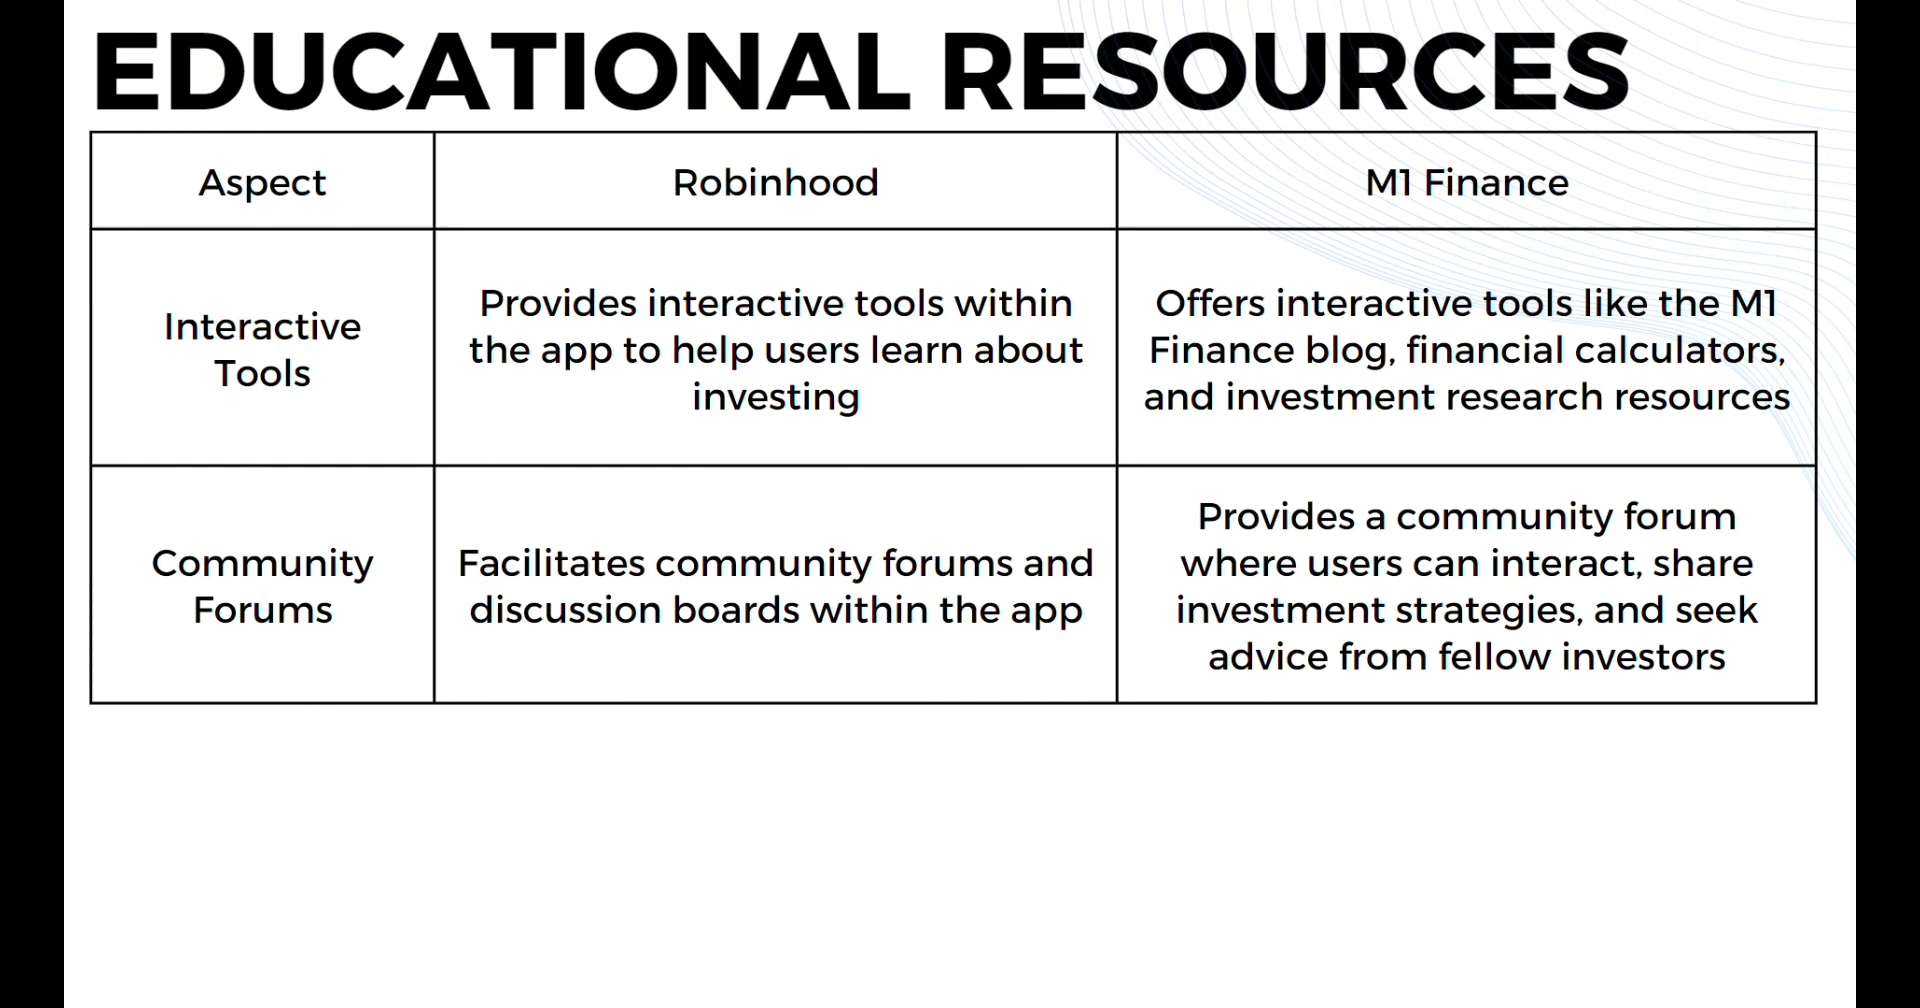 EDUCATIONAL RESOURCES
Aspect
Robinhood
M1 Finance
Interactive
Tools
Provides interactive tools within
the app to help users learn about
investing
Offers interactive tools like the M1
Finance blog, financial calculators,
and investment research resources
Community
Forums
Facilitates community forums and
discussion boards within the app
Provides a community forum
where users can interact, share
investment strategies, and seek
advice from fellow investors